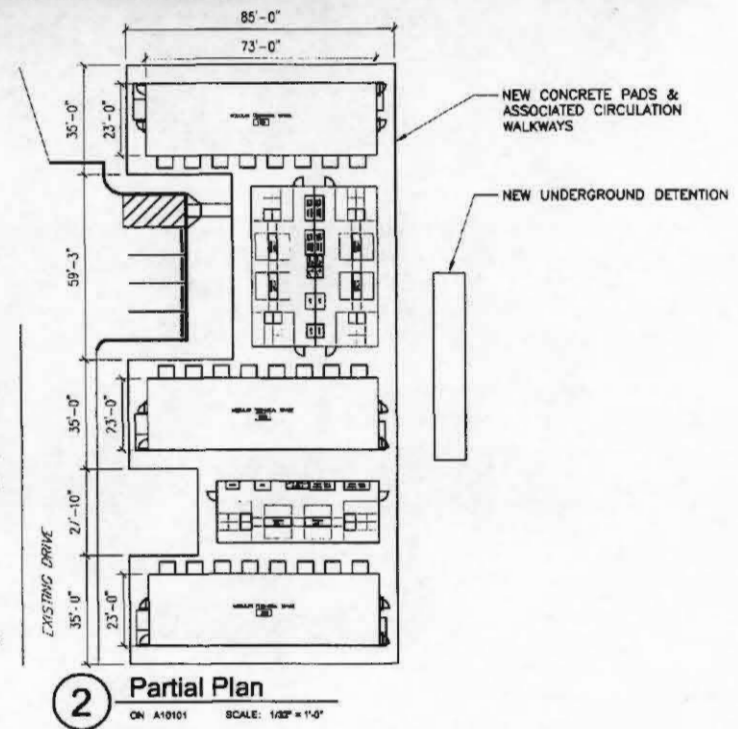 85'-0"
73'-0"
35'-0"
23'-0"
NEW CONCRETE PADS &
ASSOCIATED CIRCULATION
WALKWAYS
NEW UNDERGROUND DETENTION
59'-3"
35'-0"
23'-0"
27'-10"
EXISTING DRIVE
35'-0"
23'-0"
2
Partial Plan
ON A10101 SCALE: 1/32" = 1'-0"